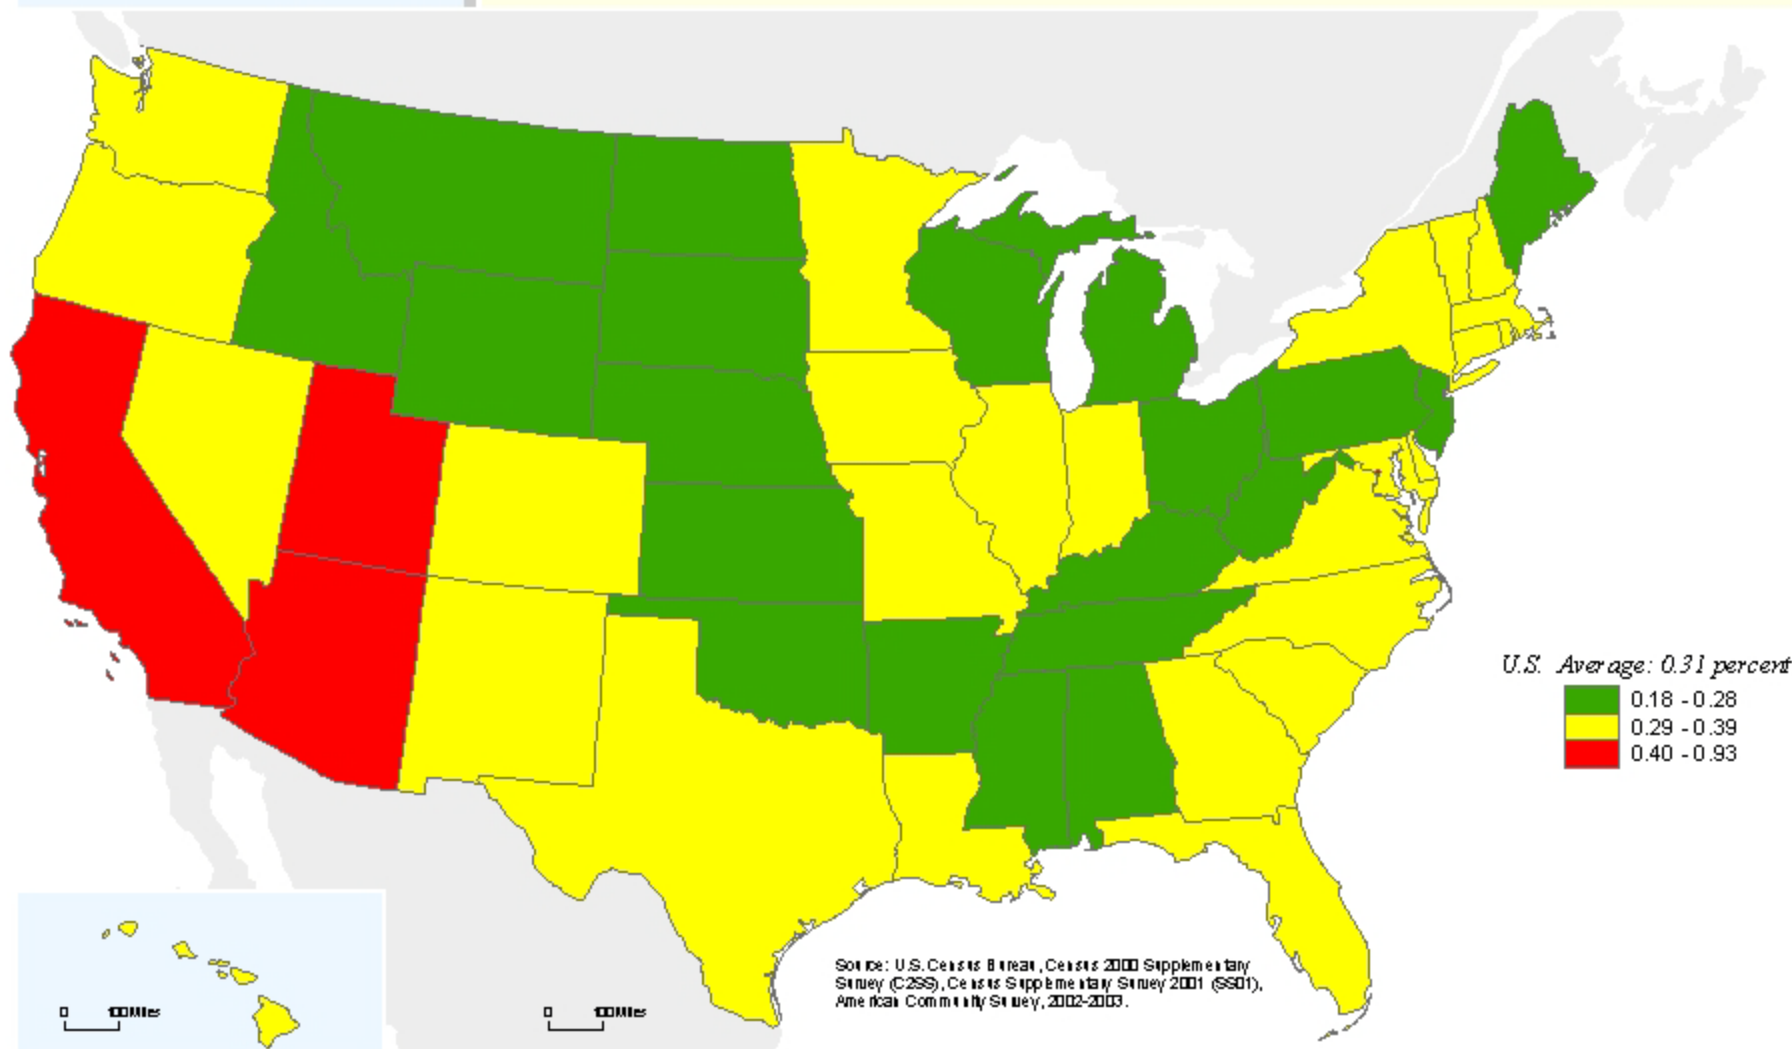 U.S. Average: 0.31 percent
0.18 - 0.28
0.29 - 0.39
0.40 - 0.93
Source: U.S. Census Bureau, Census 2000 Supplementary
Survey (C2SS), Census Supplementary Survey 2001 (SS01),
American Community Survey, 2002-2003.
0 100 Miles
0 100 Miles